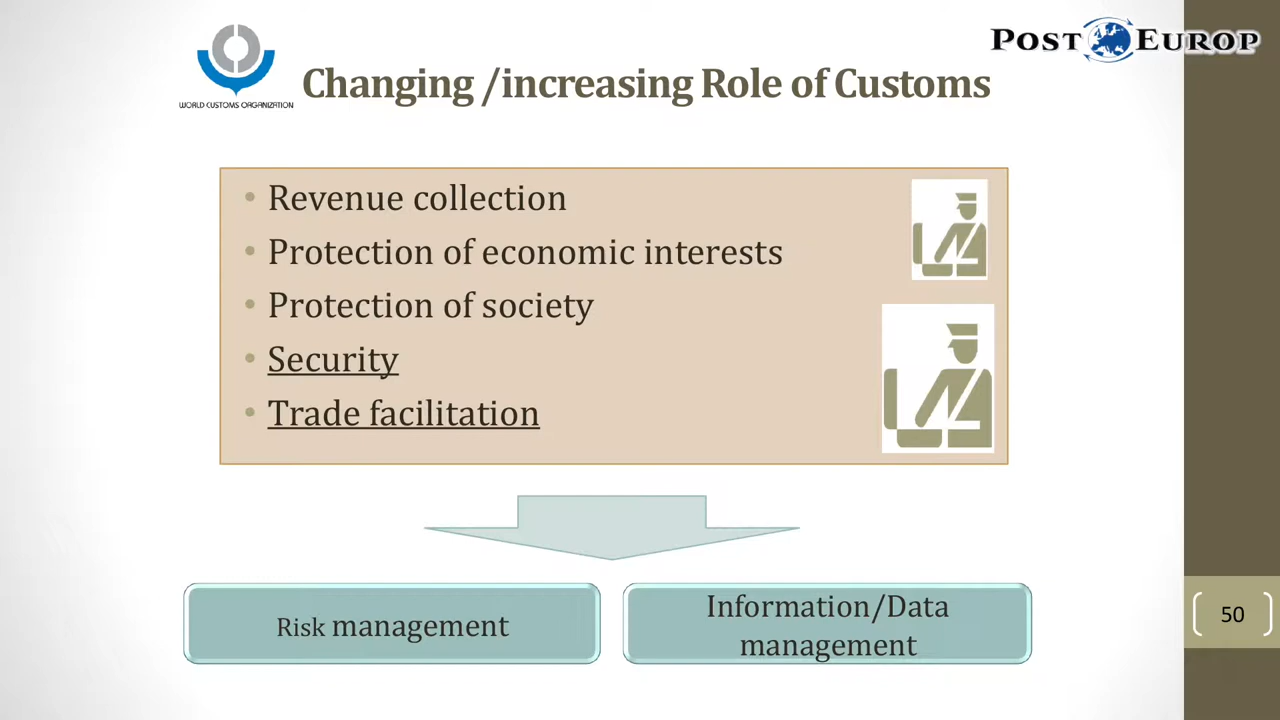 POST EUROP
WORLD CUSTOMS ORGANIZATION
Changing /increasing Role of Customs
• Revenue collection
• Protection of economic interests
• Protection of society
• Security
• Trade facilitation
Risk management
Information/Data
management
50